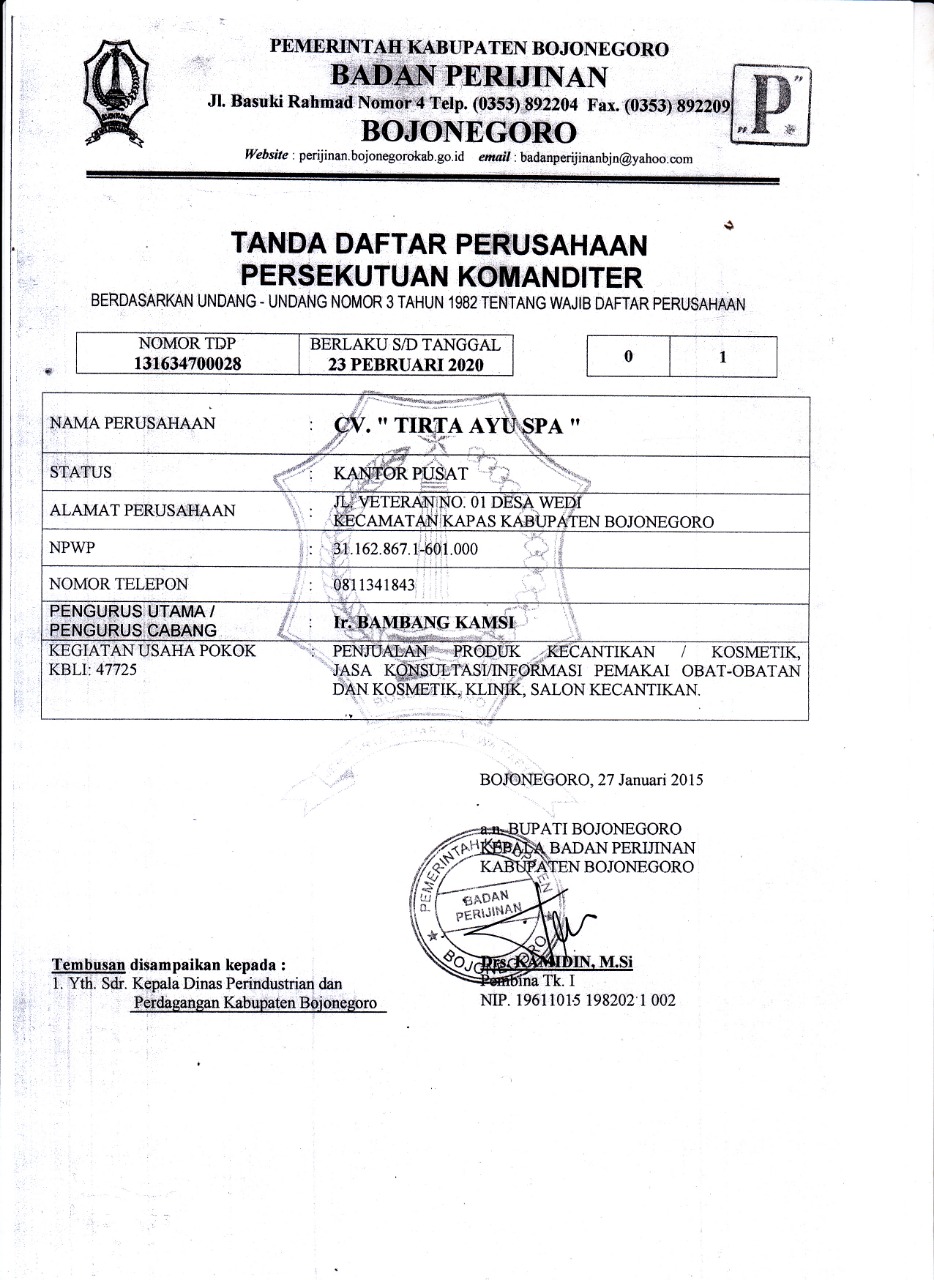 PEMERINTAH KABUPATEN BOJONEGORO
BADAN PERIJINAN
Jl. Basuki Rahmad Nomor 4 Telp. (0353) 892204 Fax. (0353) 892209
BOJONEGORO
Website : perijinan.bojonegorokab.go.id email : badanperijinanbjn@yahoo.com
"P"
TANDA DAFTAR PERUSAHAAN
PERSEKUTUAN KOMANDITER
BERDASARKAN UNDANG - UNDANG NOMOR 3 TAHUN 1982 TENTANG WAJIB DAFTAR PERUSAHAAN
NOMOR TDP
131634700028
BERLAKU S/D TANGGAL
23 PEBRUARI 2020
0 1
NAMA PERUSAHAAN : CV. " TIRTA AYU SPA "
STATUS : KANTOR PUSAT
ALAMAT PERUSAHAAN : JL. VETERAN NO. 01 DESA WEDI
KECAMATAN KAPAS KABUPATEN BOJONEGORO
NPWP : 31.162.867.1-601.000
NOMOR TELEPON : 0811341843
PENGURUS UTAMA /
PENGURUS CABANG : Ir. BAMBANG KAMSI
KEGIATAN USAHA POKOK : PENJUALAN PRODUK KECANTIKAN / KOSMETIK,
KBLI: 47725 JASA KONSULTASI/INFORMASI PEMAKAI OBAT-OBATAN
DAN KOSMETIK, KLINIK, SALON KECANTIKAN.
BOJONEGORO, 27 Januari 2015
a.n. BUPATI BOJONEGORO
KEPALA BADAN PERIJINAN
KABUPATEN BOJONEGORO
PEMERINTAH KABUPATEN
BADAN
PERIJINAN
BOJONEGORO
Drs. KAMIDIN, M.Si
Pembina Tk. I
NIP. 19611015 198202 1 002
Tembusan disampaikan kepada :
1. Yth. Sdr. Kepala Dinas Perindustrian dan
Perdagangan Kabupaten Bojonegoro